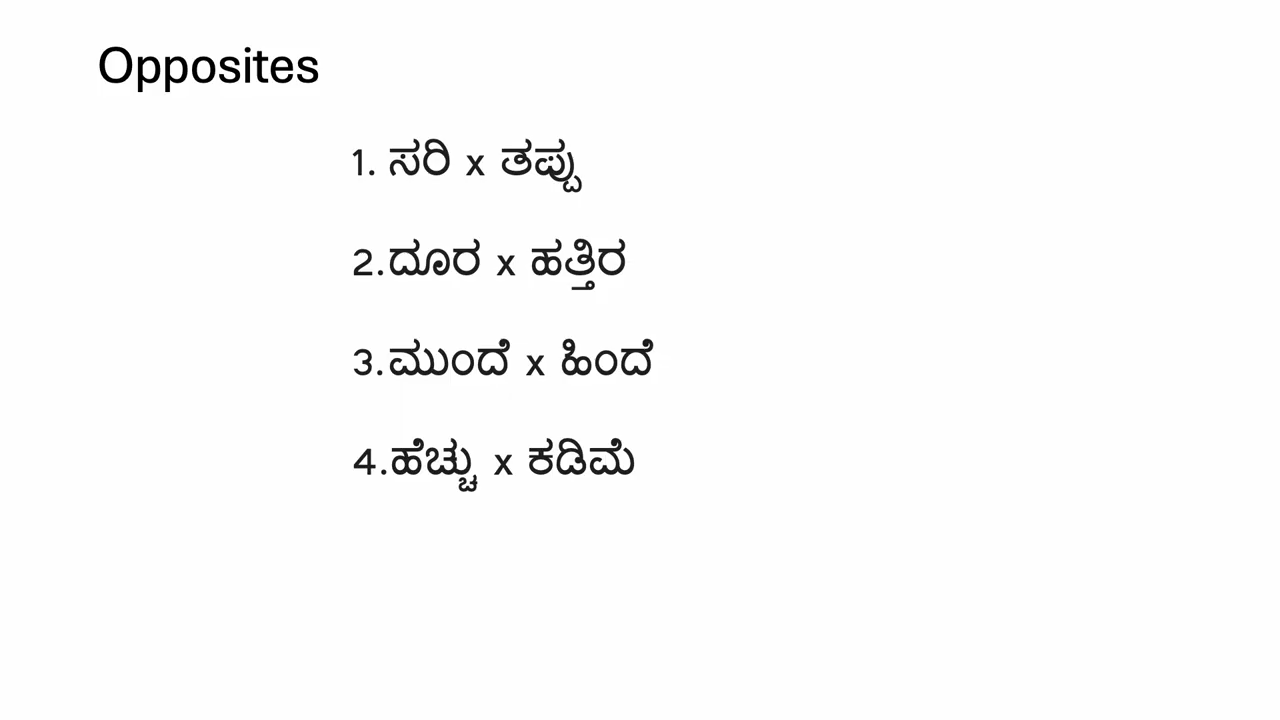 Opposites
1. ಸರಿ x ತಪ್ಪು
2.ದೂರ x ಹತ್ತಿರ
3.ಮುಂದೆ x ಹಿಂದೆ
4.ಹೆಚ್ಚು x ಕಡಿಮೆ